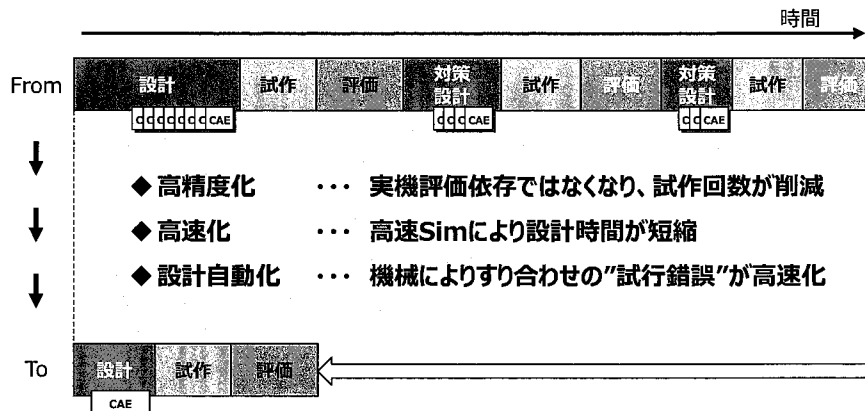 時間
From
設計
試作
評価
対策
設計
試作
評価
対策
設計
試作
評価
C C C C C C C CAE
C C C CAE
C C CAE
◆ 高精度化 ・・・ 実機評価依存ではなくなり、試作回数が削減
◆ 高速化 ・・・ 高速Simにより設計時間が短縮
◆ 設計自動化 ・・・ 機械によりすり合わせの”試行錯誤”が高速化
To
設計
試作
評価
CAE